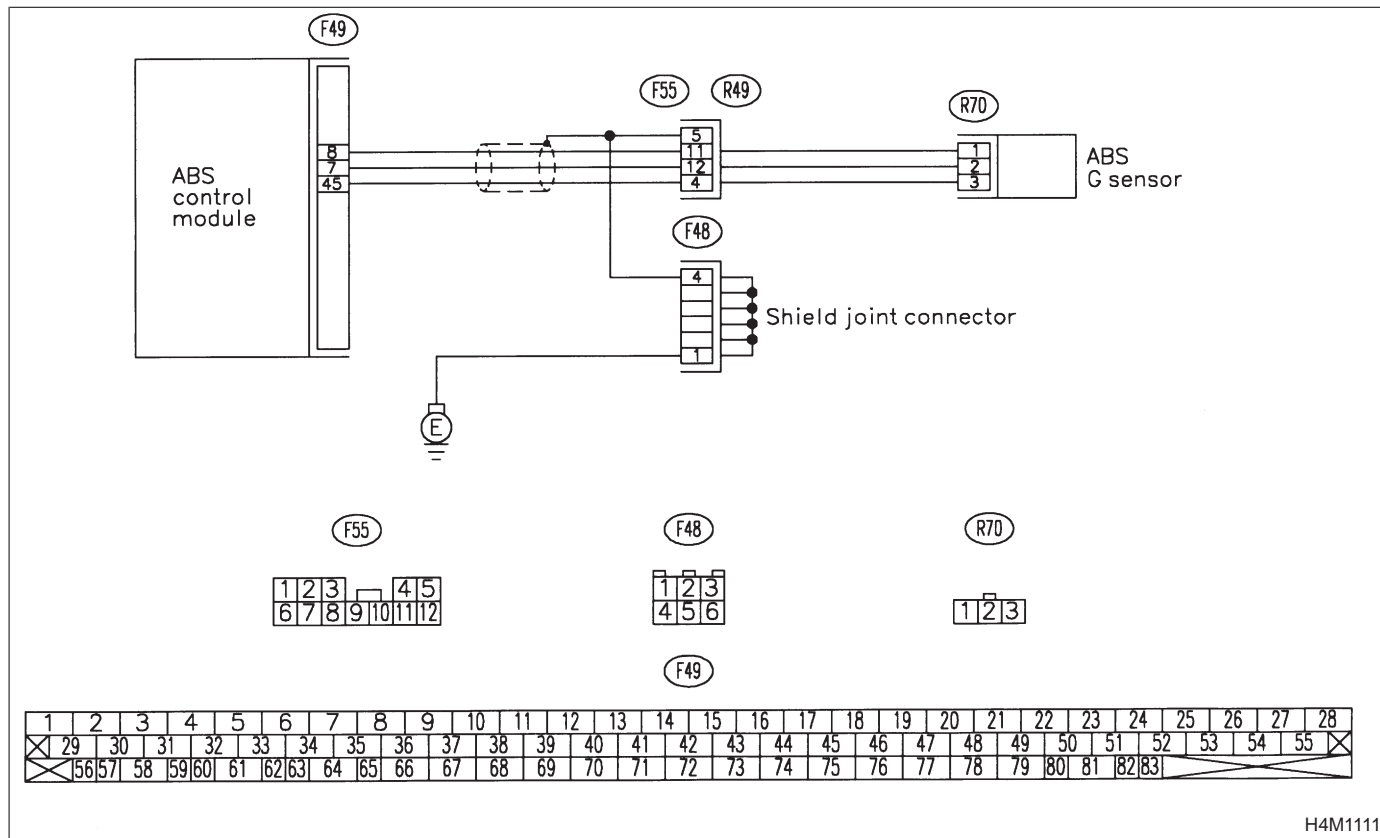 F49
F55 R49
R70
5
8 11 1
7 12 2
45 4 3
ABS
control
module
ABS
G sensor
F48
4
Shield joint connector
1
E
F55 F48 R70
1 2 3 4 5
6 7 8 9 10 11 12
1 2 3
4 5 6
1 2 3
F49
1 2 3 4 5 6 7 8 9 10 11 12 13 14 15 16 17 18 19 20 21 22 23 24 25 26 27 28
29 30 31 32 33 34 35 36 37 38 39 40 41 42 43 44 45 46 47 48 49 50 51 52 53 54 55
56 57 58 59 60 61 62 63 64 65 66 67 68 69 70 71 72 73 74 75 76 77 78 79 80 81 82 83
H4M1111